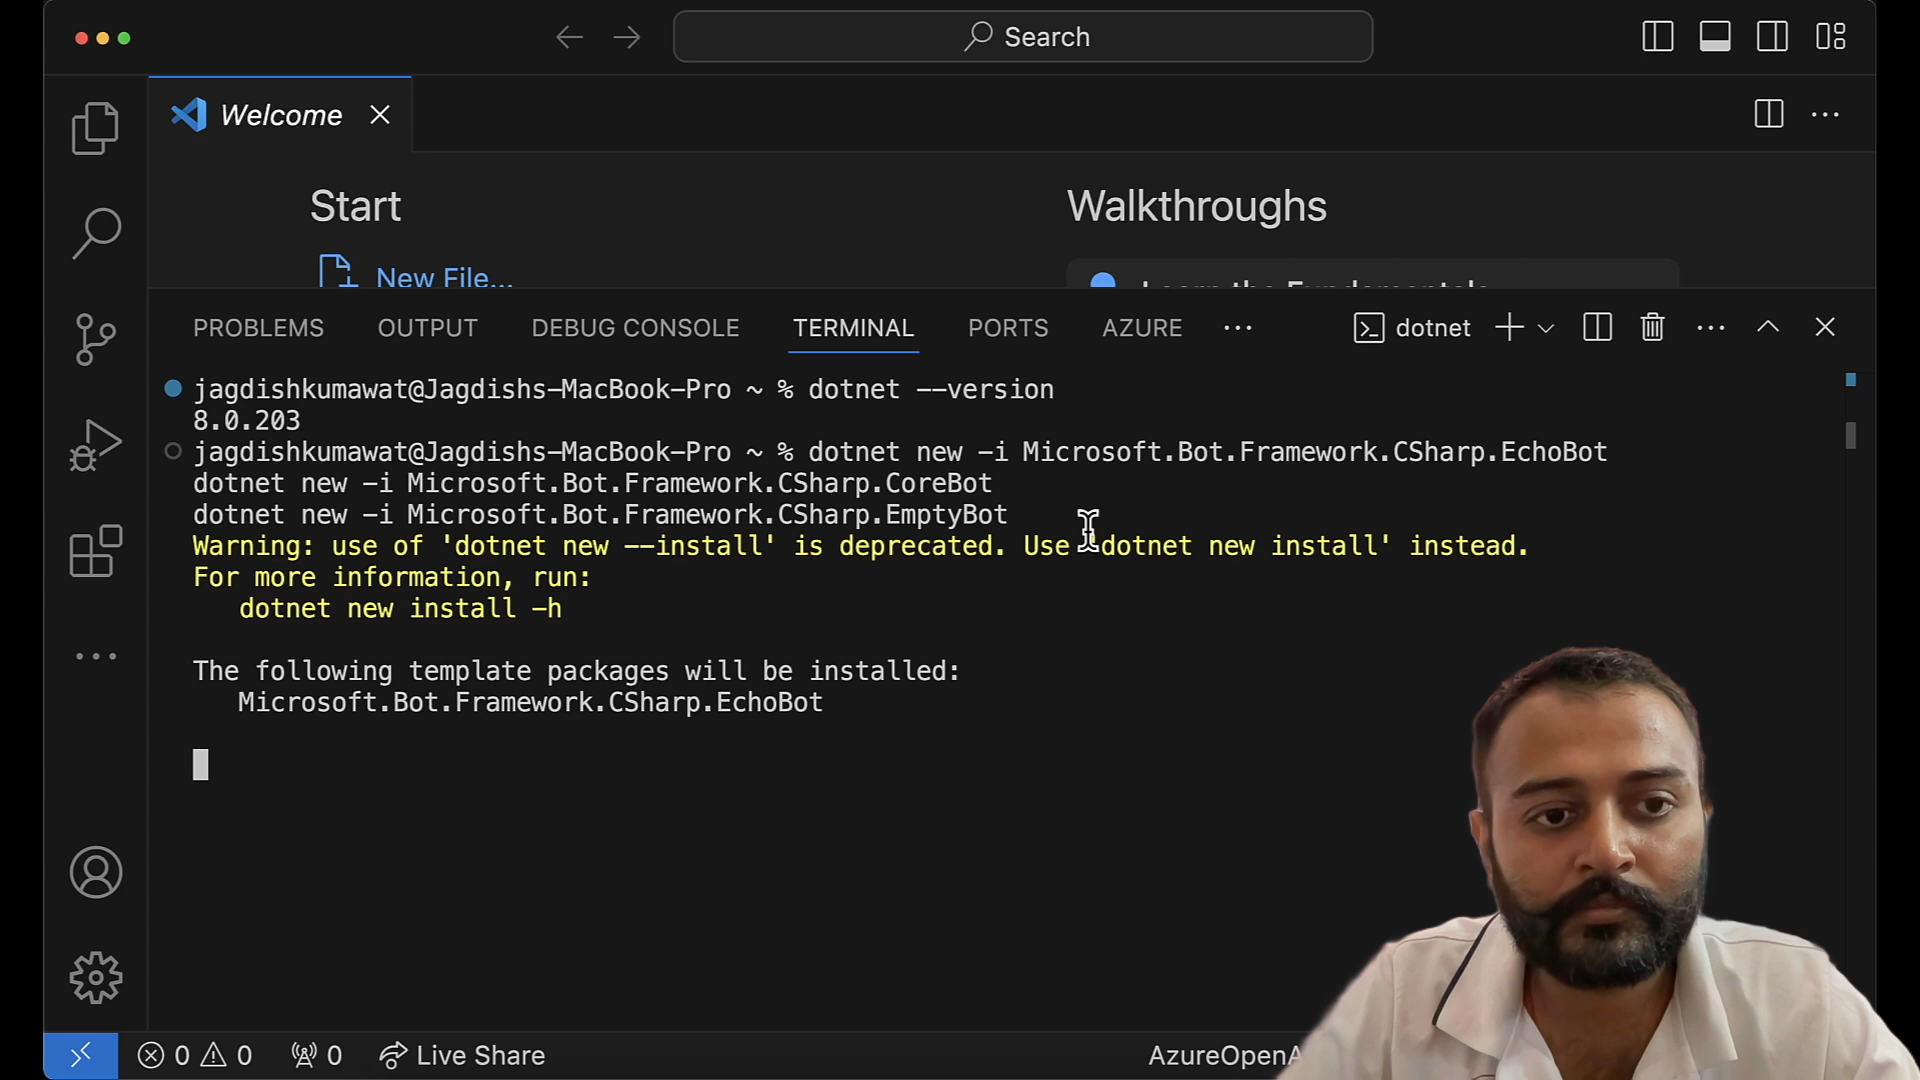 Search
Welcome
Start
Walkthroughs
New File...
Learn the Fundamentals
PROBLEMS OUTPUT DEBUG CONSOLE TERMINAL PORTS AZURE ... dotnet
jagdishkumawat@Jagdishs-MacBook-Pro ~ % dotnet --version
8.0.203
jagdishkumawat@Jagdishs-MacBook-Pro ~ % dotnet new -i Microsoft.Bot.Framework.CSharp.EchoBot
dotnet new -i Microsoft.Bot.Framework.CSharp.CoreBot
dotnet new -i Microsoft.Bot.Framework.CSharp.EmptyBot
Warning: use of 'dotnet new --install' is deprecated. Use 'dotnet new install' instead.
For more information, run:
dotnet new install -h
The following template packages will be installed:
Microsoft.Bot.Framework.CSharp.EchoBot
0 0 0 Live Share AzureOpenA